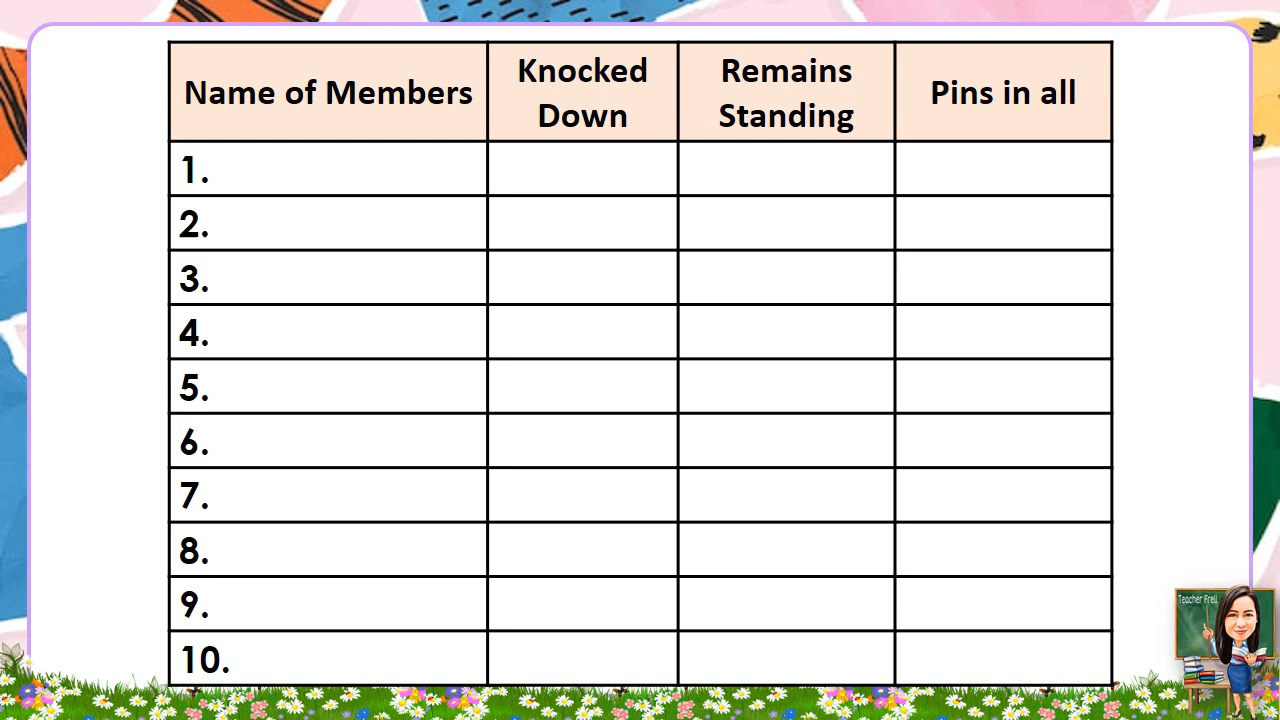 Name of Members
Knocked
Down
Remains
Standing
Pins in all
1.
2.
3.
4.
5.
6.
7.
8.
9.
10.
Teacher Frell